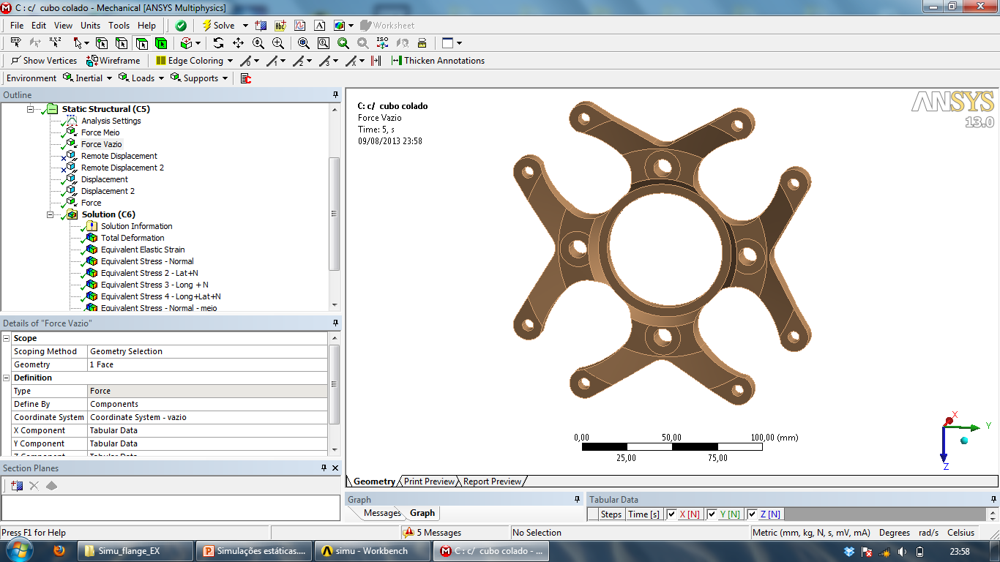 C : c/  cubo colado - Mechanical [ANSYS Multiphysics]
File Edit View Units Tools Help Solve Worksheet
Show Vertices Wireframe Edge Coloring Thicken Annotations
Environment Inertial Loads Supports
Outline
Static Structural (C5)
Analysis Settings
Force Meio
Force Vazio
Remote Displacement
Remote Displacement 2
Displacement
Displacement 2
Force
Solution (C6)
Solution Information
Total Deformation
Equivalent Elastic Strain
Equivalent Stress - Normal
Equivalent Stress 2 - Lat+N
Equivalent Stress 3 - Long + N
Equivalent Stress 4 - Long+Lat+N
Equivalent Stress - Normal - meio
Details of "Force Vazio"
Scope
Scoping Method Geometry Selection
Geometry 1 Face
Definition
Type Force
Define By Components
Coordinate System Coordinate System - vazio
X Component Tabular Data
Y Component Tabular Data
Z Component Tabular Data
Section Planes
C: c/  cubo colado
Force Vazio
Time: 5, s
09/08/2013 23:58
ANSYS
13.0
0,00 50,00 100,00 (mm)
25,00 75,00
X
Y
Z
Geometry Print Preview Report Preview
Graph
Messages Graph
Tabular Data
Steps Time [s] X [N] Y [N] Z [N]
Press F1 for Help 5 Messages No Selection Metric (mm, kg, N, s, mV, mA) Degrees rad/s Celsius
Simu_flange_EX Simulações estáticas.... simu - Workbench C : c/  cubo colado - ... 23:58